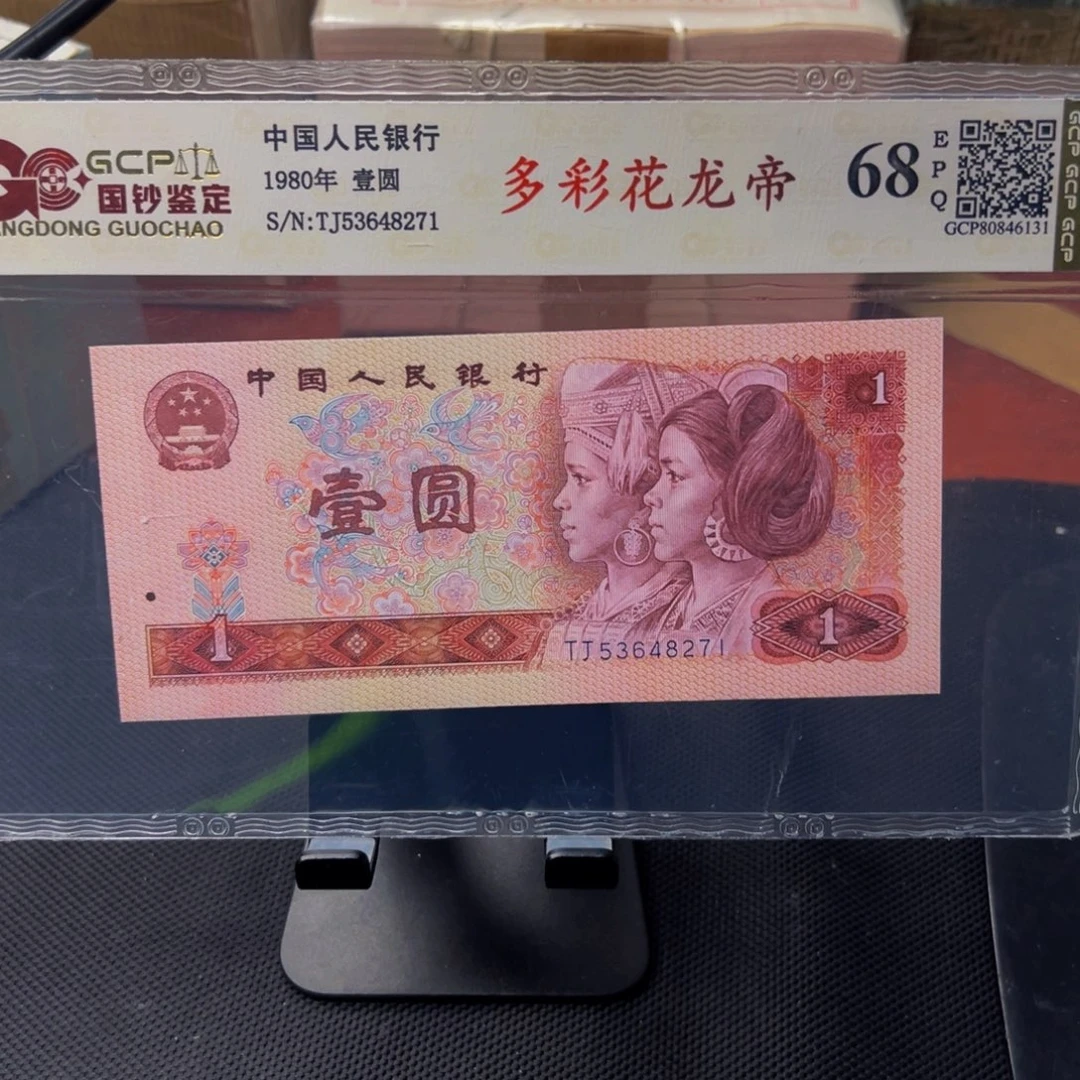 GCP
国钞鉴定
NGDONG GUOCHAO
中国人民银行
1980年 壹圆
S/N:TJ53648271
多彩花龙帝
68
EPQ
GCP80846131
GCP GCP GCP
中国人民银行
1
壹圆
1
TJ53648271
1